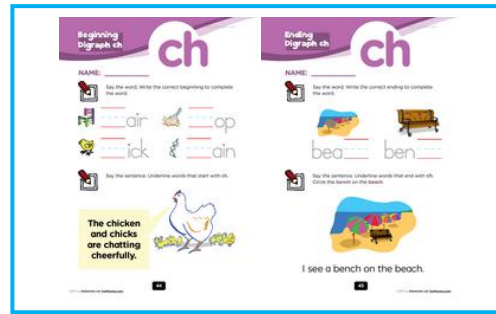 Beginning
Digraph ch
ch
NAME:
Say the word. Write the correct beginning to complete
the word.
air
op
ick
ain
Say the sentence. Underline words that start with ch.
The chicken
and chicks
are chatting
cheerfully.
44
Ending
Digraph ch
ch
NAME:
Say the word. Write the correct ending to complete
the word.
bea
ben
Say the sentence. Underline words that end with ch.
Circle the bench on the beach.
I see a bench on the beach.
45